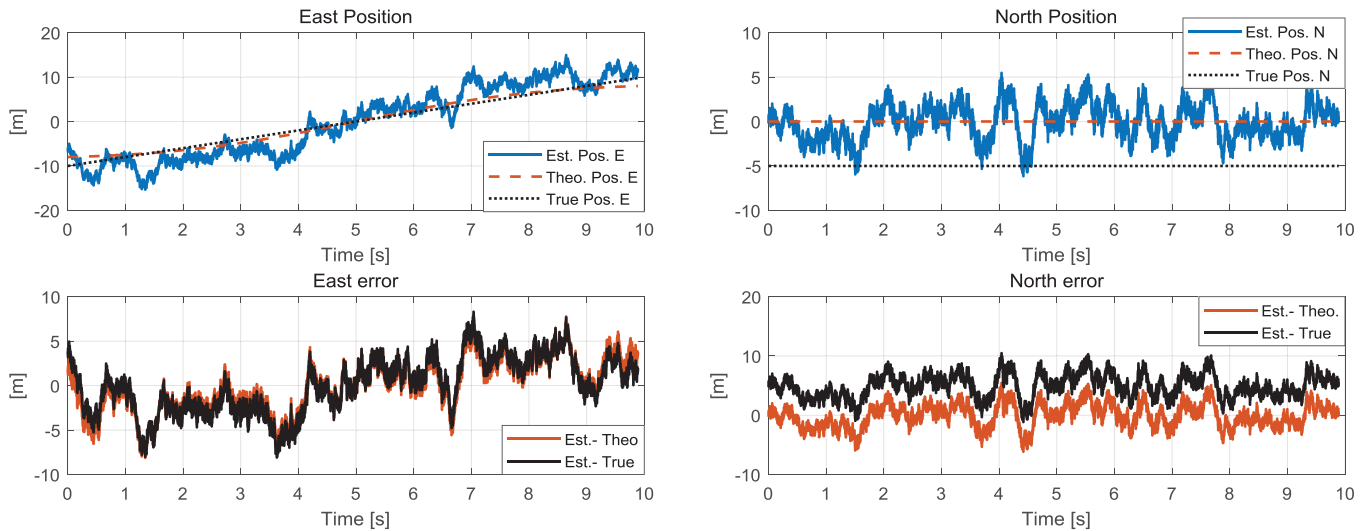 East Position
20
10
0
-10
-20
[m]
Est. Pos. E
Theo. Pos. E
True Pos. E
0 1 2 3 4 5 6 7 8 9 10
Time [s]
North Position
10
5
0
-5
-10
[m]
Est. Pos. N
Theo. Pos. N
True Pos. N
0 1 2 3 4 5 6 7 8 9 10
Time [s]
East error
10
5
0
-5
-10
[m]
Est.- Theo
Est.- True
0 1 2 3 4 5 6 7 8 9 10
Time [s]
North error
20
10
0
-10
[m]
Est.- Theo.
Est.- True
0 1 2 3 4 5 6 7 8 9 10
Time [s]